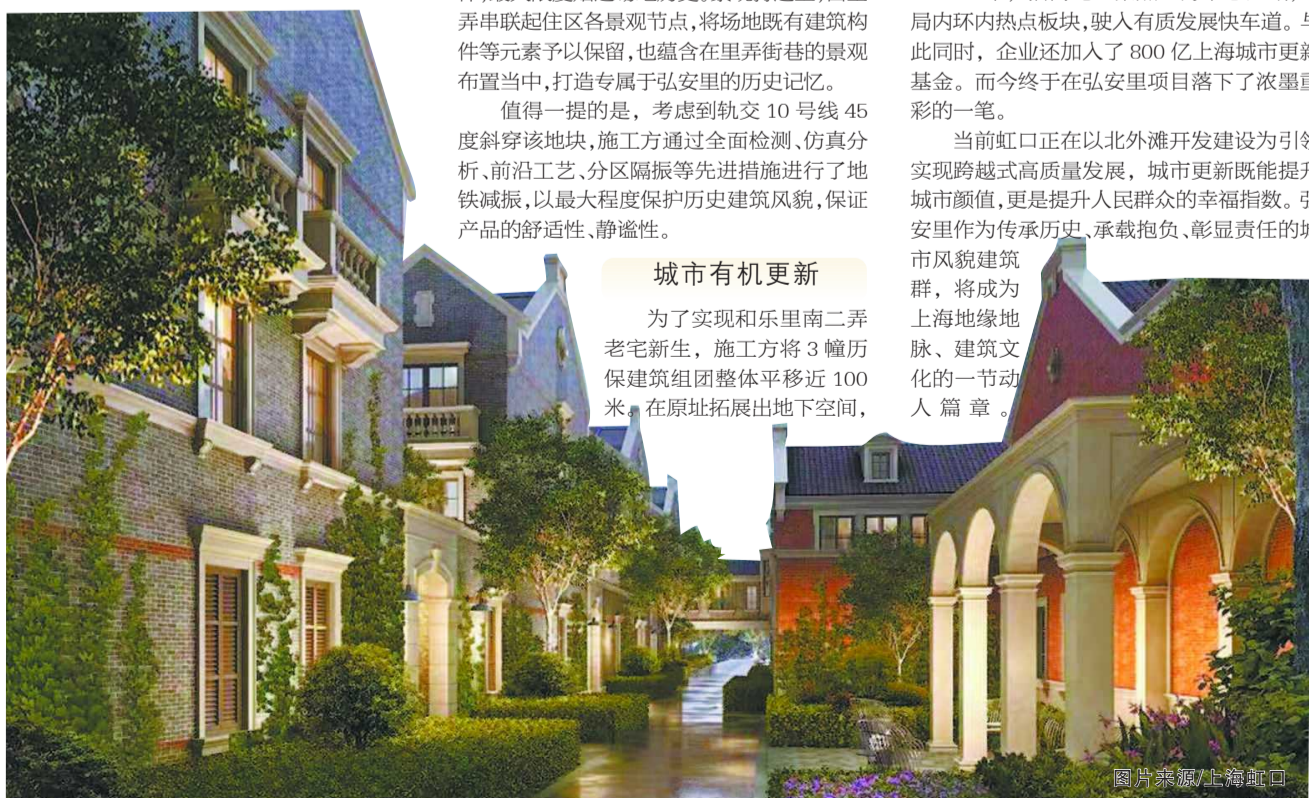 弄串联起住区各景观节点,将场地既有建筑构
件等元素予以保留,也蕴含在里弄街巷的景观
布置当中,打造专属于弘安里的历史记忆。
值得一提的是，考虑到轨交 10 号线 45
度斜穿该地块,施工方通过全面检测、仿真分
析、前沿工艺、分区隔振等先进措施进行了地
铁减振,以最大程度保护历史建筑风貌,保证
产品的舒适性、静谧性。
城市有机更新
为了实现和乐里南二弄
老宅新生，施工方将 3 幢历
保建筑组团整体平移近 100
米。在原址拓展出地下空间，
局内环内热点板块,驶入有质发展快车道。与
此同时，企业还加入了 800 亿上海城市更新
基金。而今终于在弘安里项目落下了浓墨重
彩的一笔。
当前虹口正在以北外滩开发建设为引领
实现跨越式高质量发展，城市更新既能提升
城市颜值,更是提升人民群众的幸福指数。弘
安里作为传承历史、承载抱负、彰显责任的城
市风貌建筑
群，将成为
上海地缘地
脉、建筑文
化的一节动
人篇章。
图片来源/上海虹口